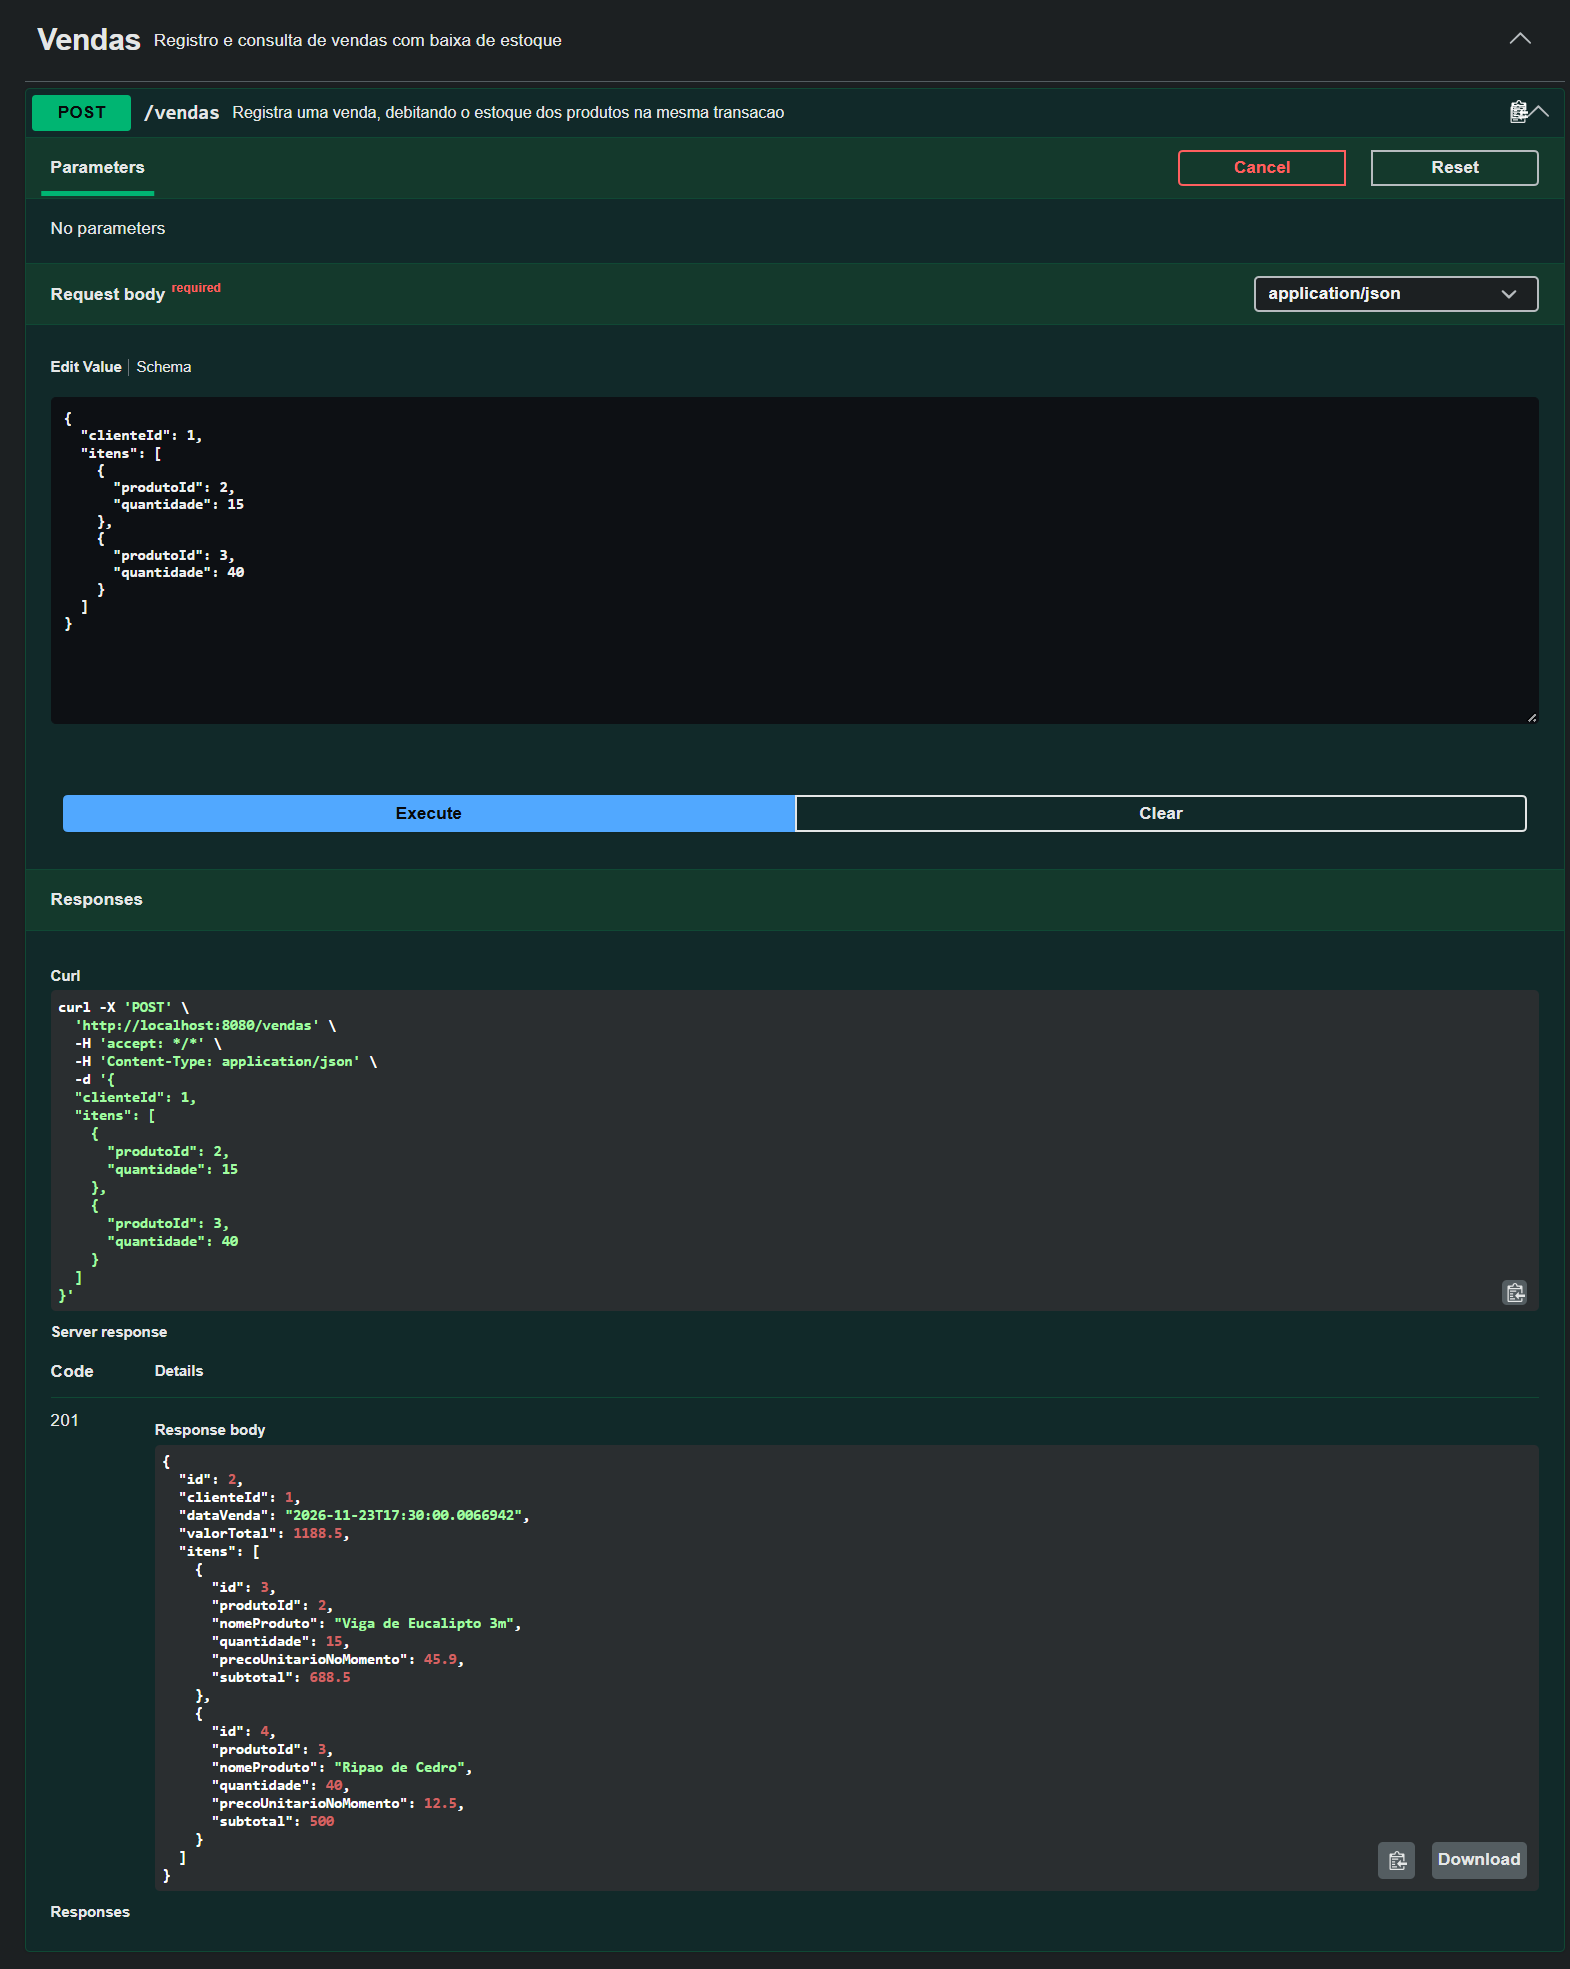 Vendas Registro e consulta de vendas com baixa de estoque
POST /vendas Registra uma venda, debitando o estoque dos produtos na mesma transacao
Parameters Cancel Reset
No parameters
Request body required application/json
Edit Value | Schema
{
  "clienteId": 1,
  "itens": [
    {
      "produtoId": 2,
      "quantidade": 15
    },
    {
      "produtoId": 3,
      "quantidade": 40
    }
  ]
}
Execute Clear
Responses
Curl
curl -X 'POST' \
  'http://localhost:8080/vendas' \
  -H 'accept: */*' \
  -H 'Content-Type: application/json' \
  -d '{
  "clienteId": 1,
  "itens": [
    {
      "produtoId": 2,
      "quantidade": 15
    },
    {
      "produtoId": 3,
      "quantidade": 40
    }
  ]
}'
Server response
Code Details
201
Response body
{
  "id": 2,
  "clienteId": 1,
  "dataVenda": "2026-11-23T17:30:00.0066942",
  "valorTotal": 1188.5,
  "itens": [
    {
      "id": 3,
      "produtoId": 2,
      "nomeProduto": "Viga de Eucalipto 3m",
      "quantidade": 15,
      "precoUnitarioNoMomento": 45.9,
      "subtotal": 688.5
    },
    {
      "id": 4,
      "produtoId": 3,
      "nomeProduto": "Ripao de Cedro",
      "quantidade": 40,
      "precoUnitarioNoMomento": 12.5,
      "subtotal": 500
    }
  ]
}
Download
Responses